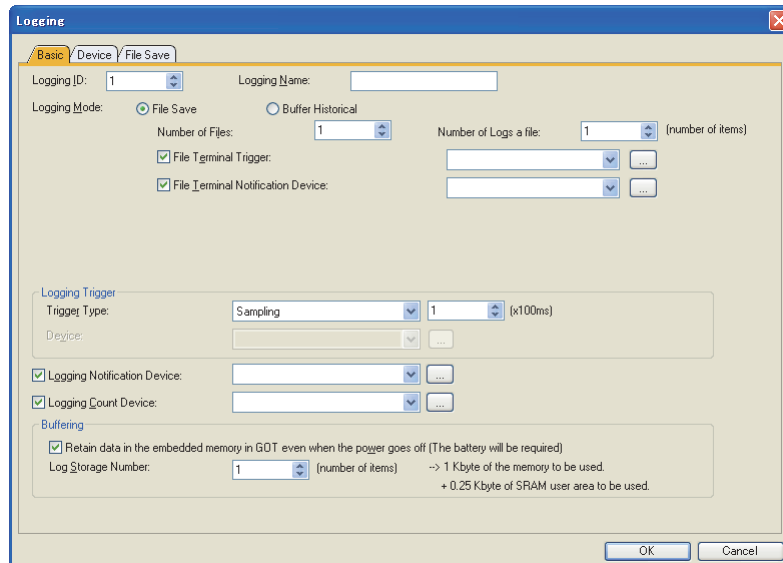 Logging
Basic Device File Save
Logging ID: 1 Logging Name:
Logging Mode: File Save Buffer Historical
Number of Files: 1 Number of Logs a file: 1 (number of items)
File Terminal Trigger: ...
File Terminal Notification Device: ...
Logging Trigger
Trigger Type: Sampling 1 (x100ms)
Device: ...
Logging Notification Device: ...
Logging Count Device: ...
Buffering
Retain data in the embedded memory in GOT even when the power goes off (The battery will be required)
Log Storage Number: 1 (number of items) --> 1 Kbyte of the memory to be used.
+ 0.25 Kbyte of SRAM user area to be used.
OK Cancel